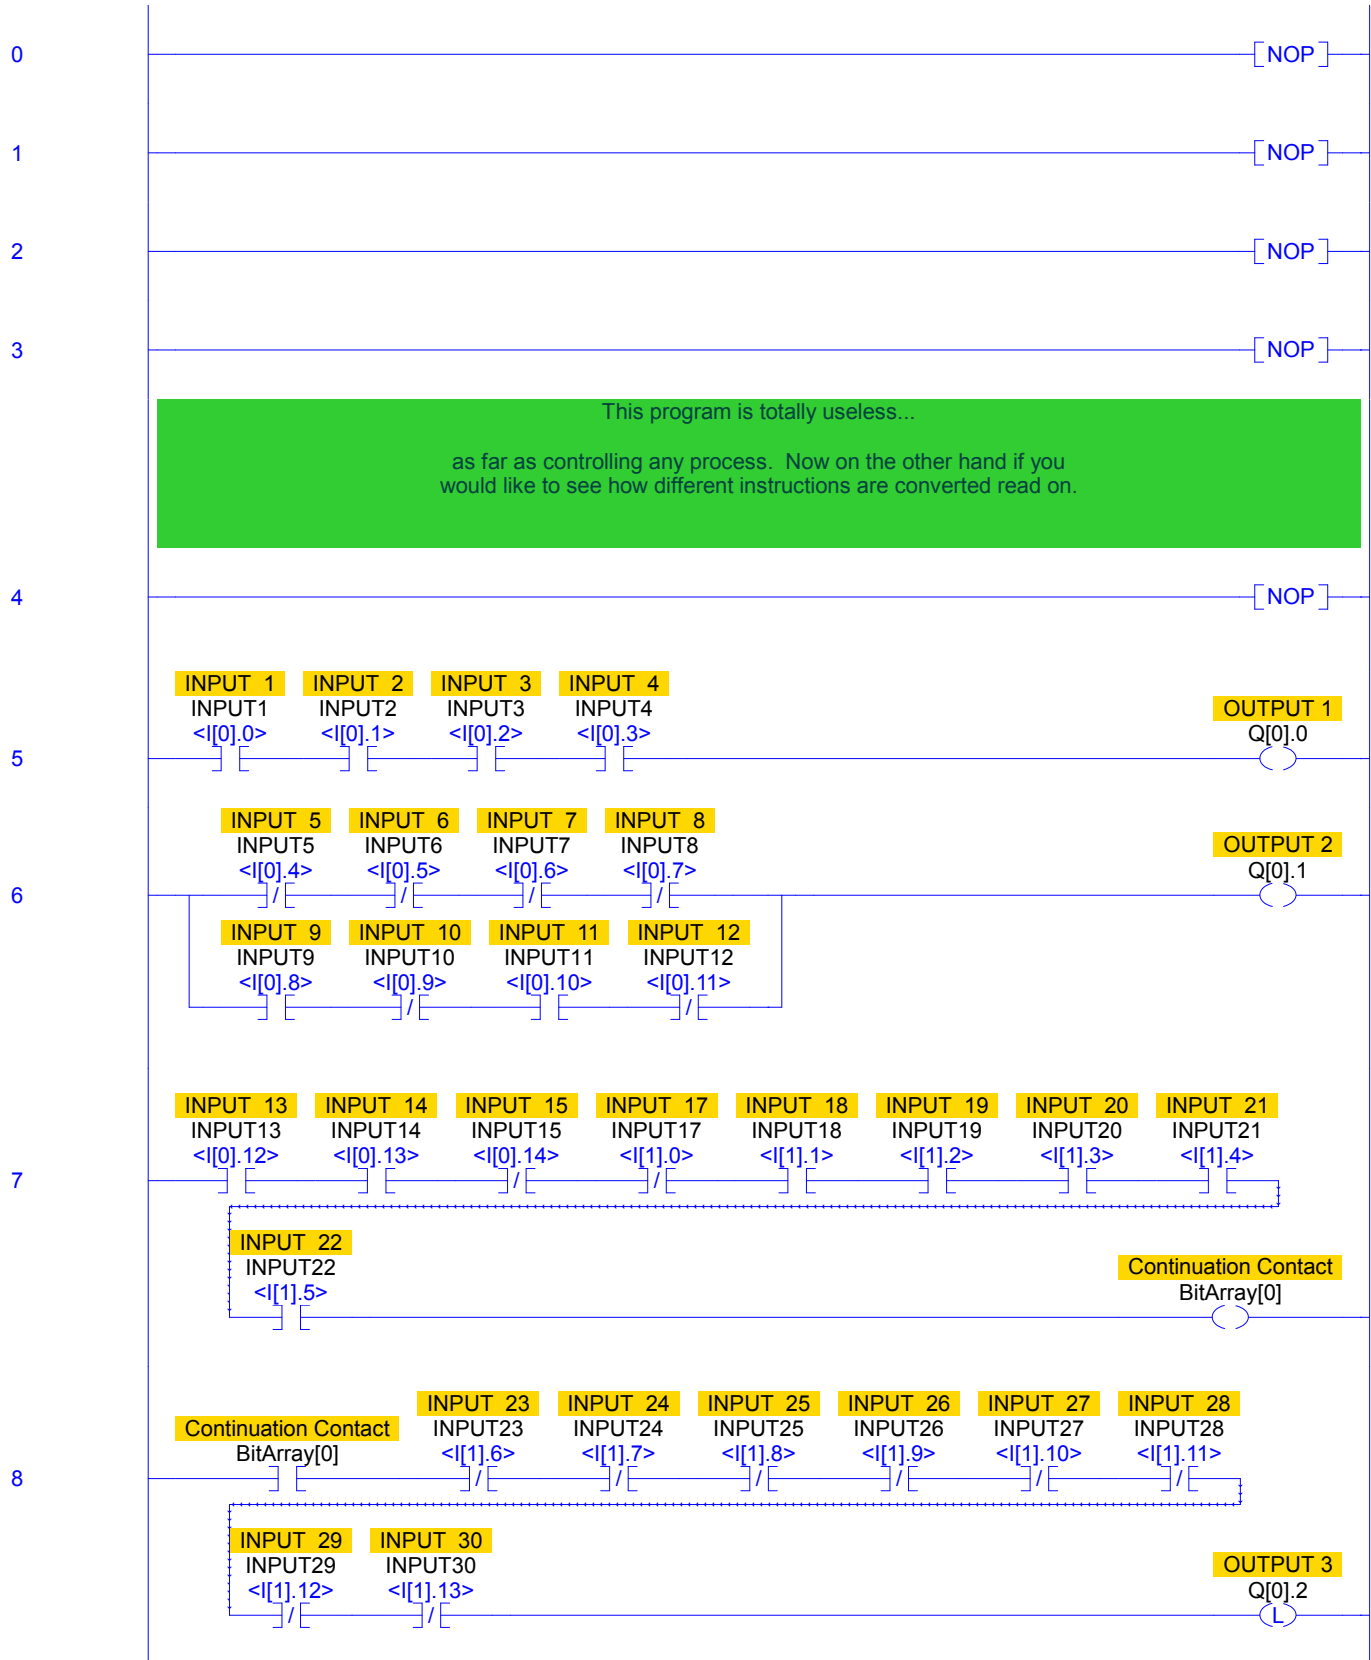 0 [NOP]
1 [NOP]
2 [NOP]
3 [NOP]
This program is totally useless...
as far as controlling any process.  Now on the other hand if you
would like to see how different instructions are converted read on.
4 [NOP]
INPUT  1 INPUT  2 INPUT  3 INPUT  4
INPUT1 INPUT2 INPUT3 INPUT4 OUTPUT 1
<I[0].0> <I[0].1> <I[0].2> <I[0].3> Q[0].0
5
INPUT  5 INPUT  6 INPUT  7 INPUT  8
INPUT5 INPUT6 INPUT7 INPUT8 OUTPUT 2
<I[0].4> <I[0].5> <I[0].6> <I[0].7> Q[0].1
6 / / / /
INPUT  9 INPUT  10 INPUT  11 INPUT  12
INPUT9 INPUT10 INPUT11 INPUT12
<I[0].8> <I[0].9> <I[0].10> <I[0].11>
/ /
INPUT  13 INPUT  14 INPUT  15 INPUT  17 INPUT  18 INPUT  19 INPUT  20 INPUT  21
INPUT13 INPUT14 INPUT15 INPUT17 INPUT18 INPUT19 INPUT20 INPUT21
<I[0].12> <I[0].13> <I[0].14> <I[1].0> <I[1].1> <I[1].2> <I[1].3> <I[1].4>
7 / /
INPUT  22
INPUT22 Continuation Contact
<I[1].5> BitArray[0]
INPUT  23 INPUT  24 INPUT  25 INPUT  26 INPUT  27 INPUT  28
Continuation Contact INPUT23 INPUT24 INPUT25 INPUT26 INPUT27 INPUT28
BitArray[0] <I[1].6> <I[1].7> <I[1].8> <I[1].9> <I[1].10> <I[1].11>
8 / / / / / /
INPUT  29 INPUT  30
INPUT29 INPUT30 OUTPUT 3
<I[1].12> <I[1].13> Q[0].2
/ / L